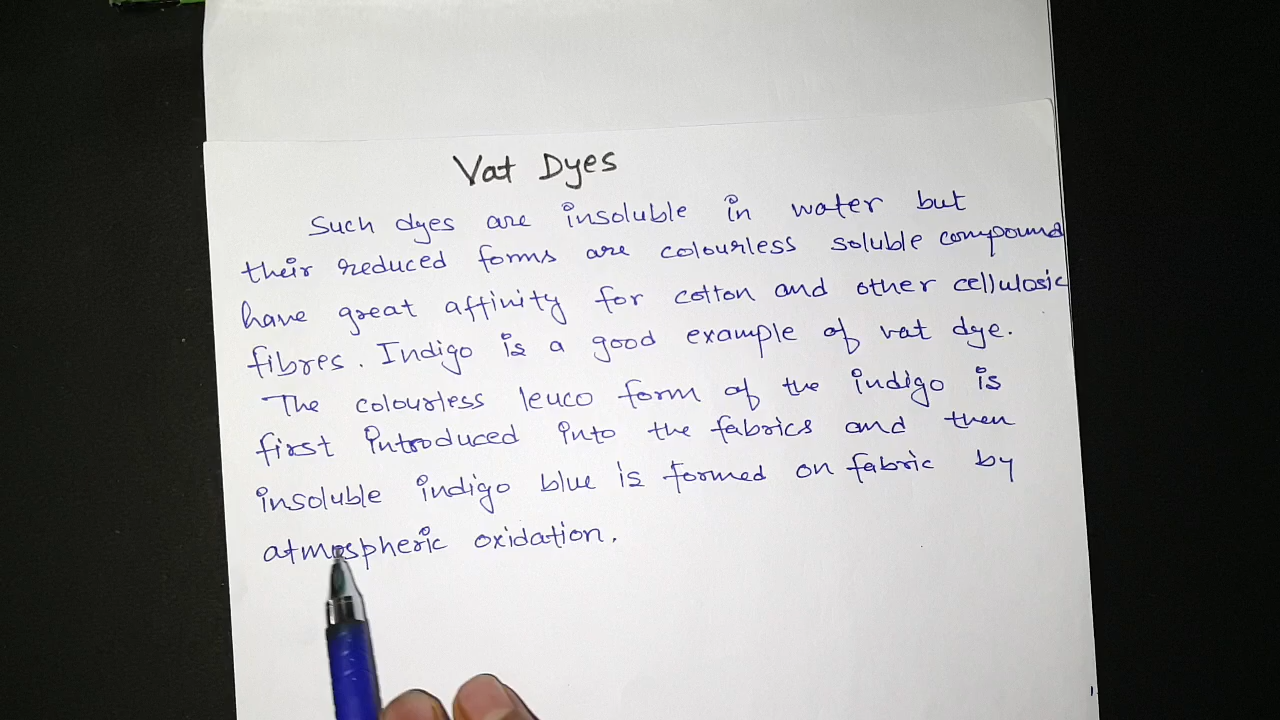 Vat Dyes
Such dyes are insoluble in water but
their reduced forms are colourless soluble compound
have great affinity for cotton and other cellulosic
fibres. Indigo is a good example of vat dye.
The colourless leuco form of the indigo is
first introduced into the fabrics and then
insoluble indigo blue is formed on fabric by
atmospheric oxidation.